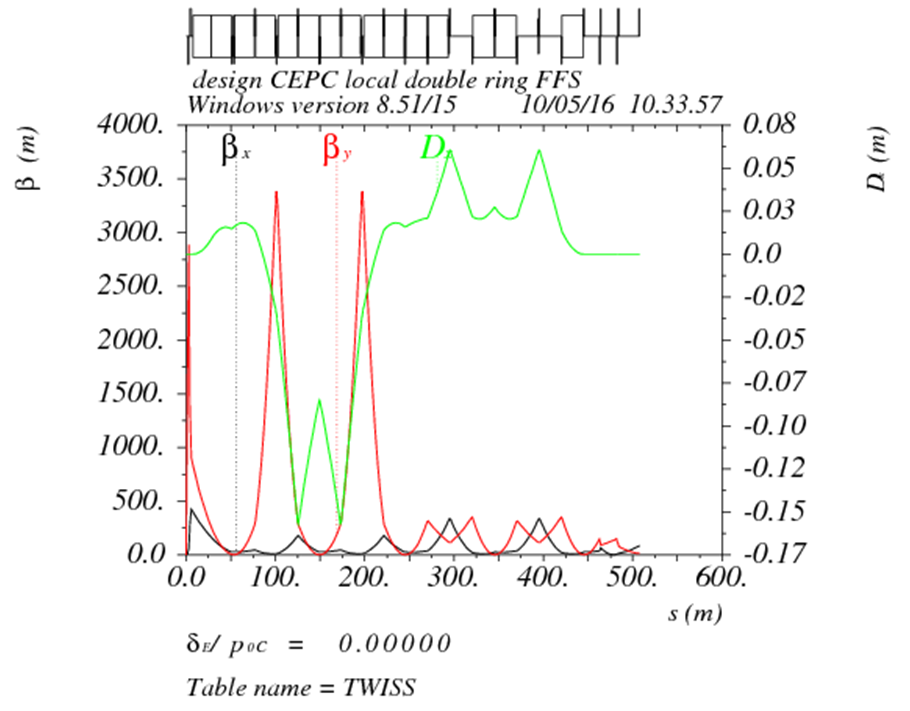 design CEPC local double ring FFS
Windows version 8.51/15 10/05/16 10.33.57
β (m)
D (m)
βx βy D
4000. 0.08
3500. 0.05
3000. 0.03
2500. 0.0
2000. -0.02
1500. -0.05
1000. -0.07
500. -0.10
0.0 -0.12
-0.15
-0.17
0.0 100. 200. 300. 400. 500. 600.
s (m)
δE/ p0c = 0.00000
Table name = TWISS